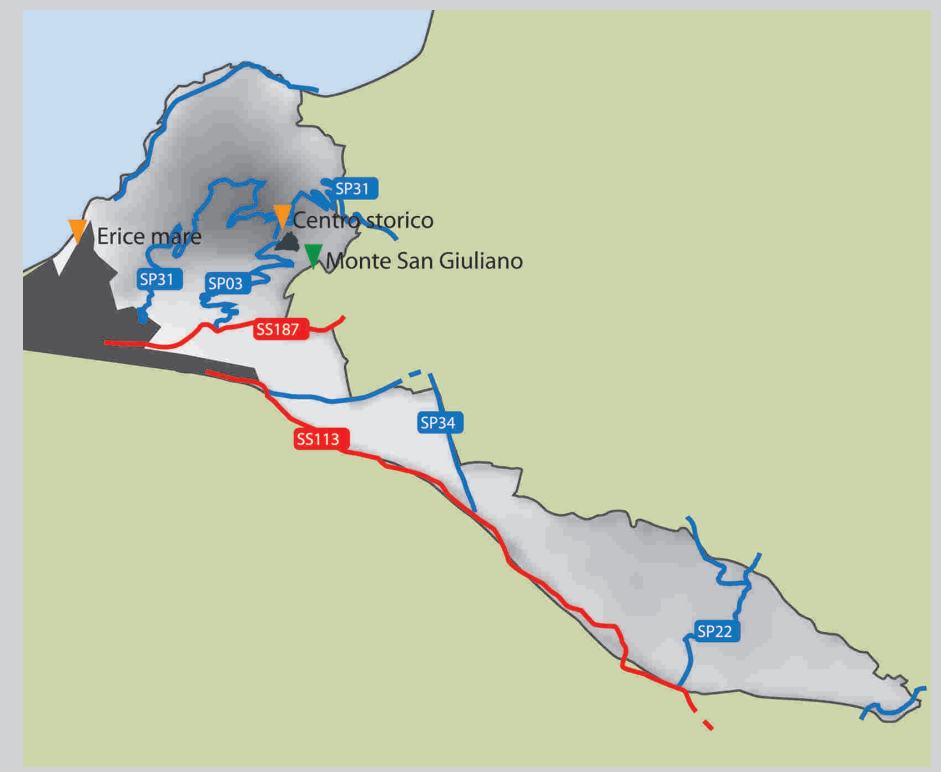 SP31
Centro storico
Erice mare
Monte San Giuliano
SP31
SP03
SS187
SP34
SS113
SP22